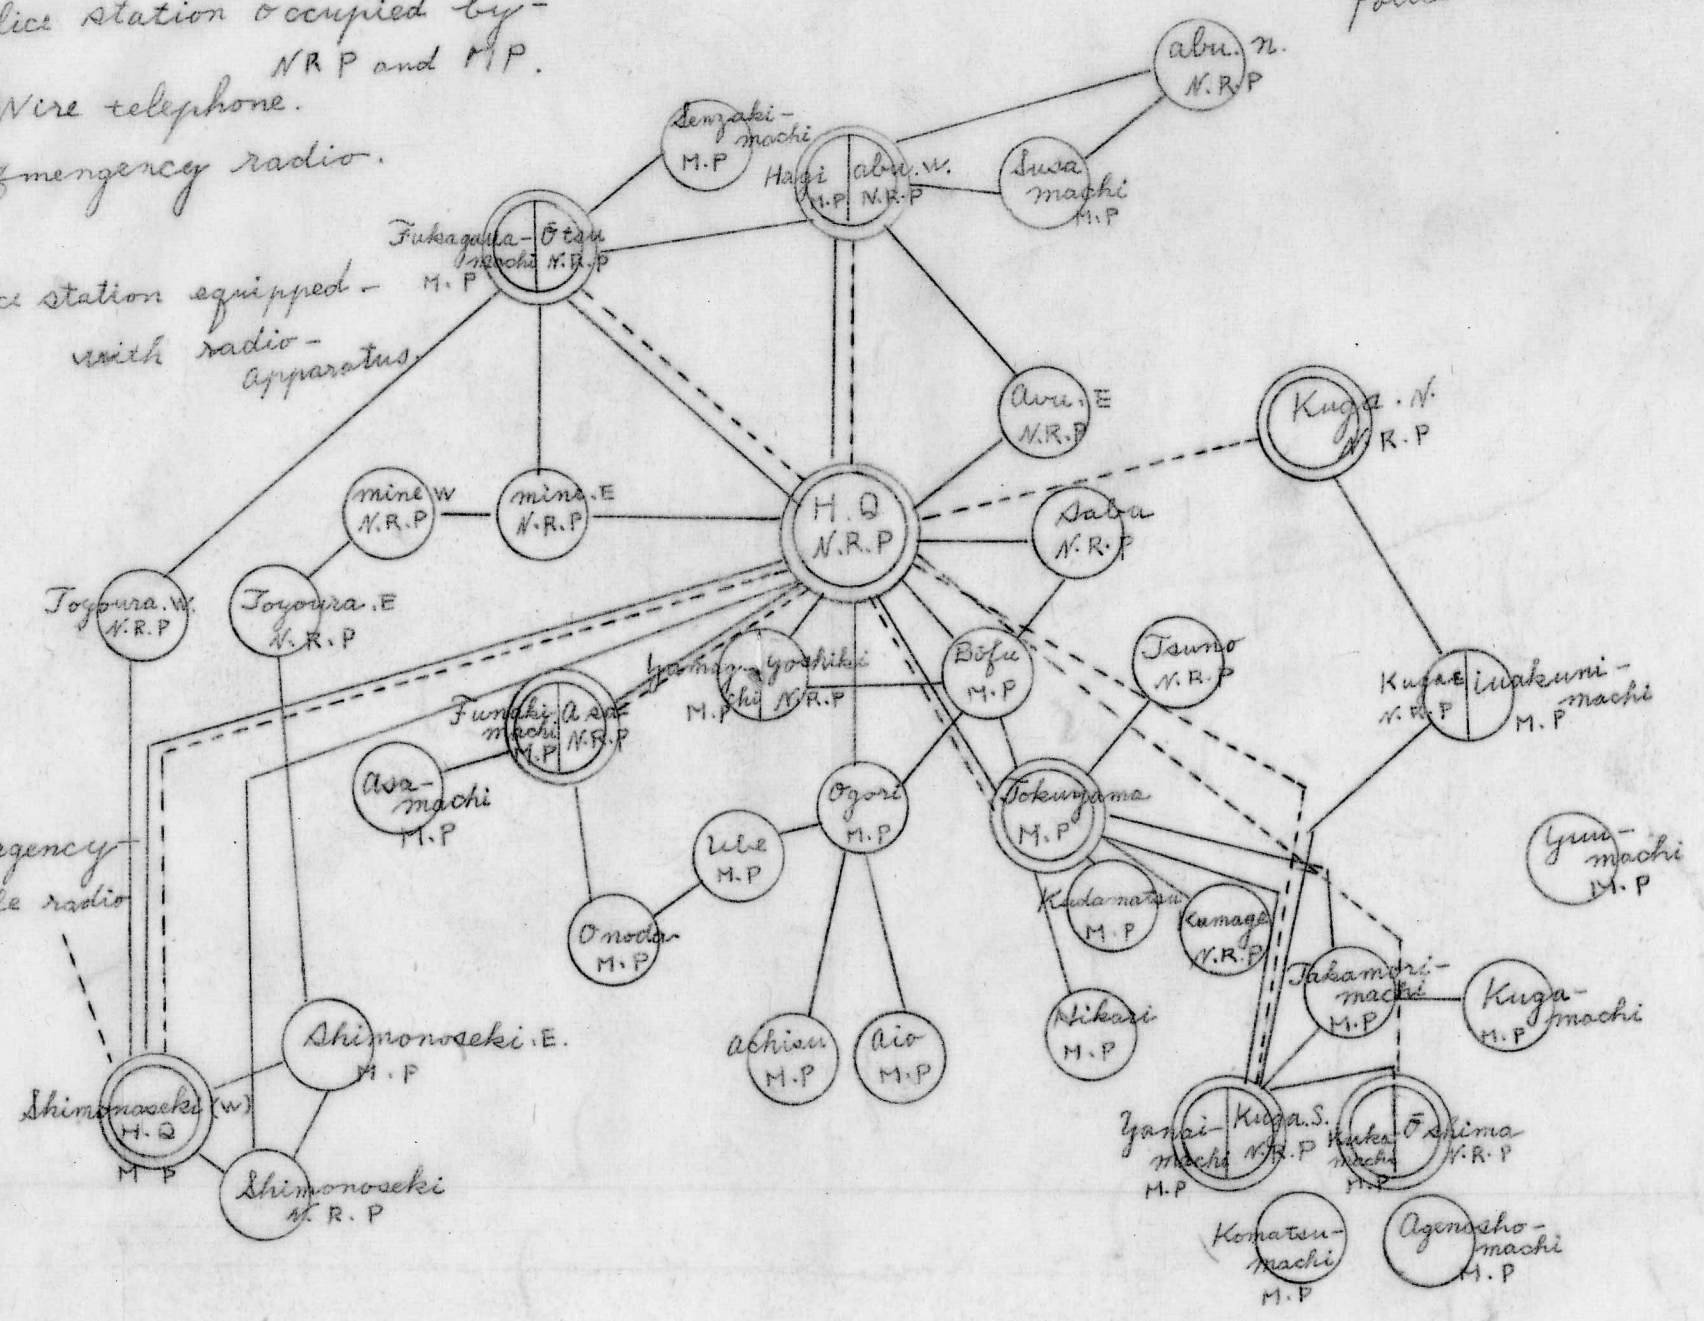 lice station occupied by-
NRP and MP.
Wire telephone.
Emengency radio.
ce station equipped-
with radio-
apparatus.
rgency-
le radio
abu. n.
N.R.P
Senzaki-
machi
M.P
Hagi
M.P
abu. W.
N.R.P
Susa
machi
M.P
Fukagawa-
machi
M.P
Ōtsu
N.R.P
Avu. E
N.R.P
Kuga. N.
N.R.P
mine W
N.R.P
mine. E
N.R.P
H.Q
N.R.P
Saba
N.R.P
Toyoura. W.
N.R.P
Toyoura. E
N.R.P
M.P
Yoshiki
N.R.P
Bōfu
M.P
Tsuno
N.R.P
Kuga E
N.R.P
iwakuni-
machi
M.P
Funaki
machi
M.P
Asa
N.R.P
Asa-
machi
M.P
Ogori
M.P
Tokuyama
M.P
Ube
M.P
Yuu-
machi
M.P
Kudamatsu
M.P
Kumage
N.R.P
Onoda
M.P
Takamori-
machi
M.P
Kuga-
machi
M.P
Hikari
M.P
Shimonoseki. E.
M.P
Achisu
M.P
Aio
M.P
Shimonoseki (W)
H.Q
M P
Yanai-
machi
M.P
Kuga. S.
N.R.P
Kuka
machi
M.P
Ōshima
N.R.P
Shimonoseki
N.R.P
Komatsu-
machi
M.P
Agenosho-
machi
M.P